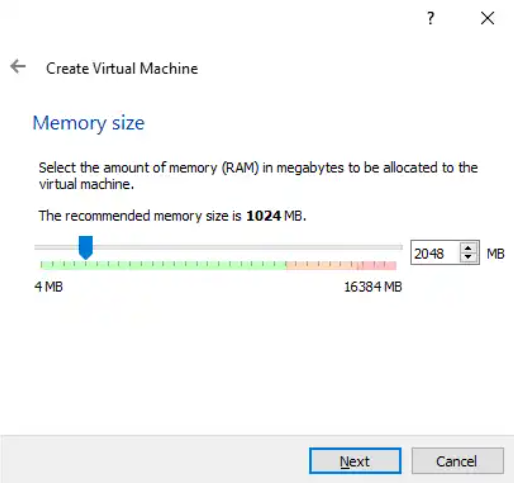 ?
Create Virtual Machine
Memory size
Select the amount of memory (RAM) in megabytes to be allocated to the
virtual machine.
The recommended memory size is 1024 MB.
2048 MB
4 MB 16384 MB
Next Cancel